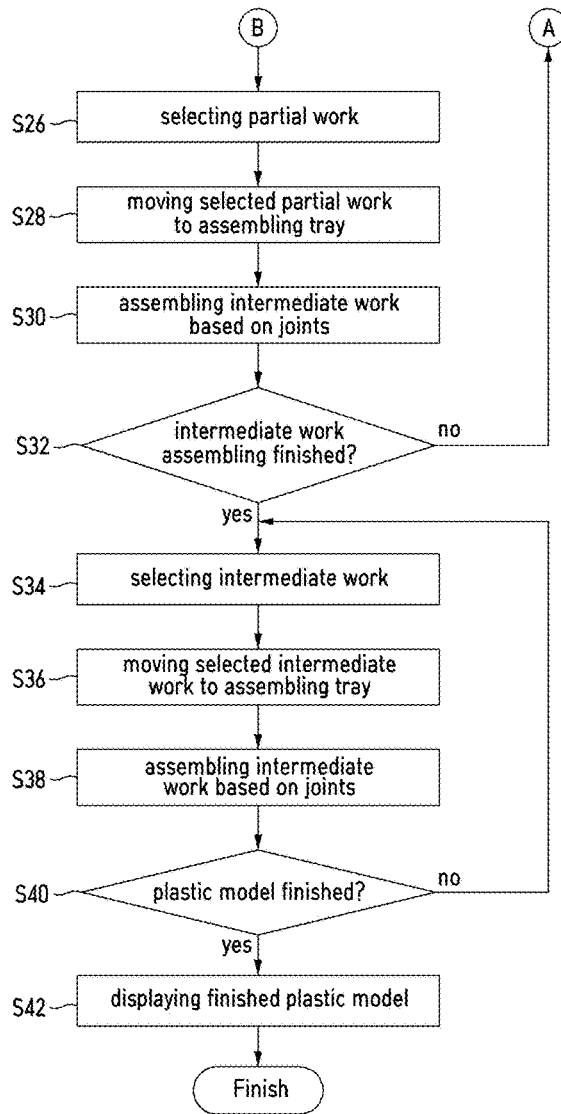 B
A
S26
selecting partial work
S28
moving selected partial work
to assembling tray
S30
assembling intermediate work
based on joints
S32
intermediate work
assembling finished?
no
yes
S34
selecting intermediate work
S36
moving selected intermediate
work to assembling tray
S38
assembling intermediate
work based on joints
S40
plastic model finished?
no
yes
S42
displaying finished plastic model
Finish